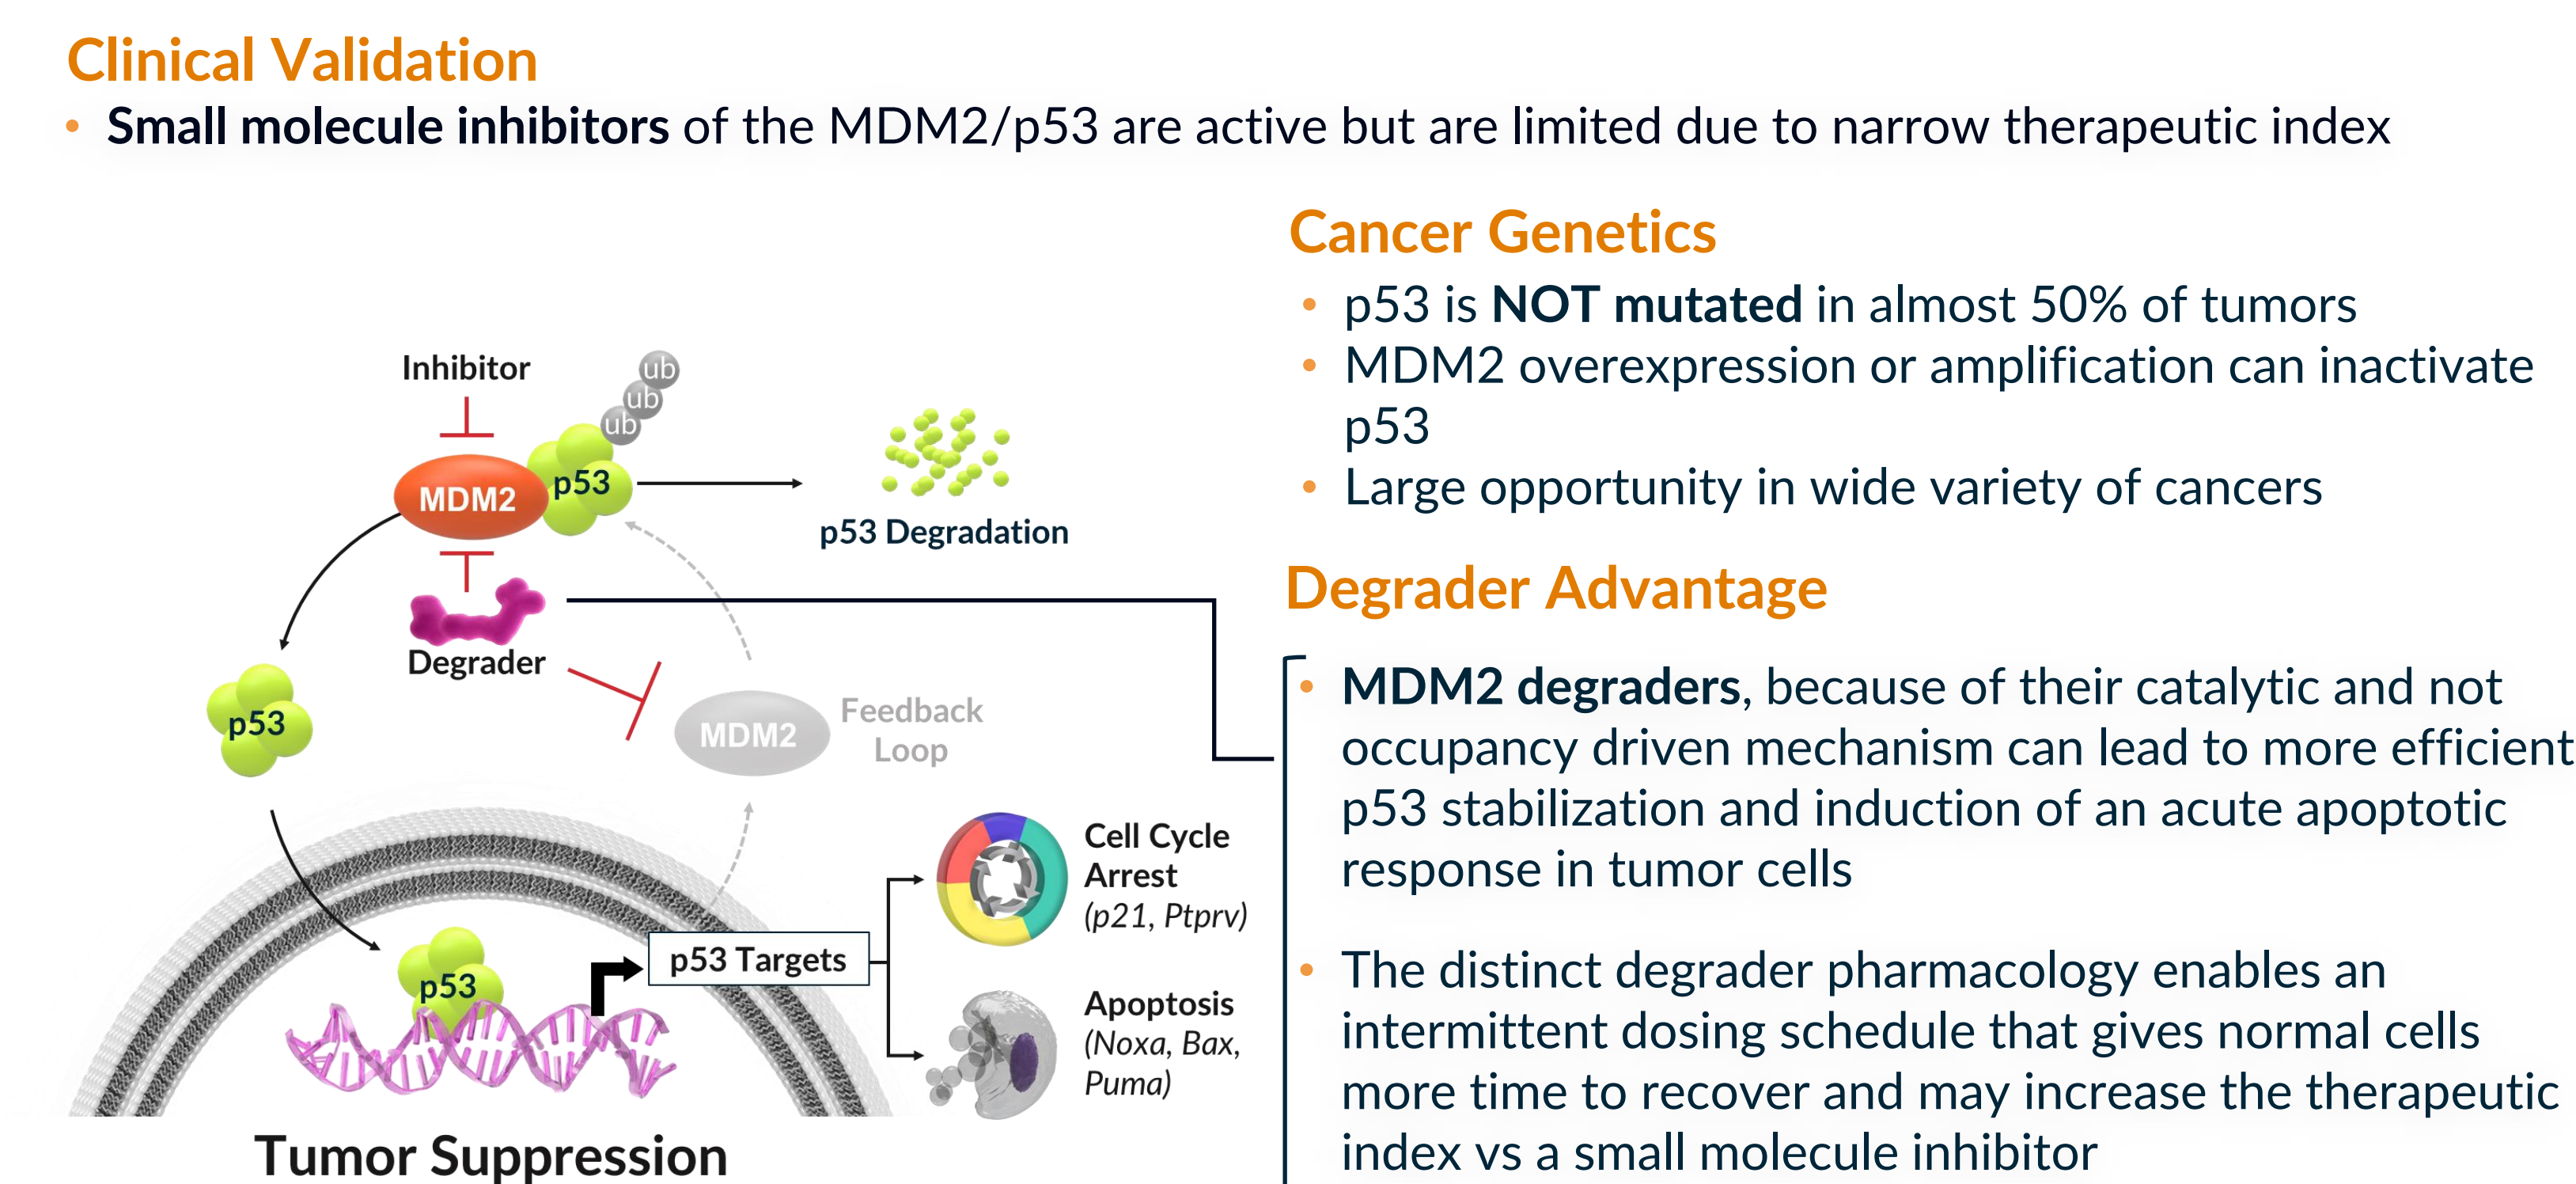 Clinical Validation
• Small molecule inhibitors of the MDM2/p53 are active but are limited due to narrow therapeutic index
Inhibitor
ub
ub
ub
MDM2
p53
p53 Degradation
Degrader
p53
MDM2
Feedback
Loop
p53
p53 Targets
Cell Cycle
Arrest
(p21, Ptprv)
Apoptosis
(Noxa, Bax,
Puma)
Tumor Suppression
Cancer Genetics
• p53 is NOT mutated in almost 50% of tumors
• MDM2 overexpression or amplification can inactivate
p53
• Large opportunity in wide variety of cancers
Degrader Advantage
• MDM2 degraders, because of their catalytic and not
occupancy driven mechanism can lead to more efficient
p53 stabilization and induction of an acute apoptotic
response in tumor cells
• The distinct degrader pharmacology enables an
intermittent dosing schedule that gives normal cells
more time to recover and may increase the therapeutic
index vs a small molecule inhibitor